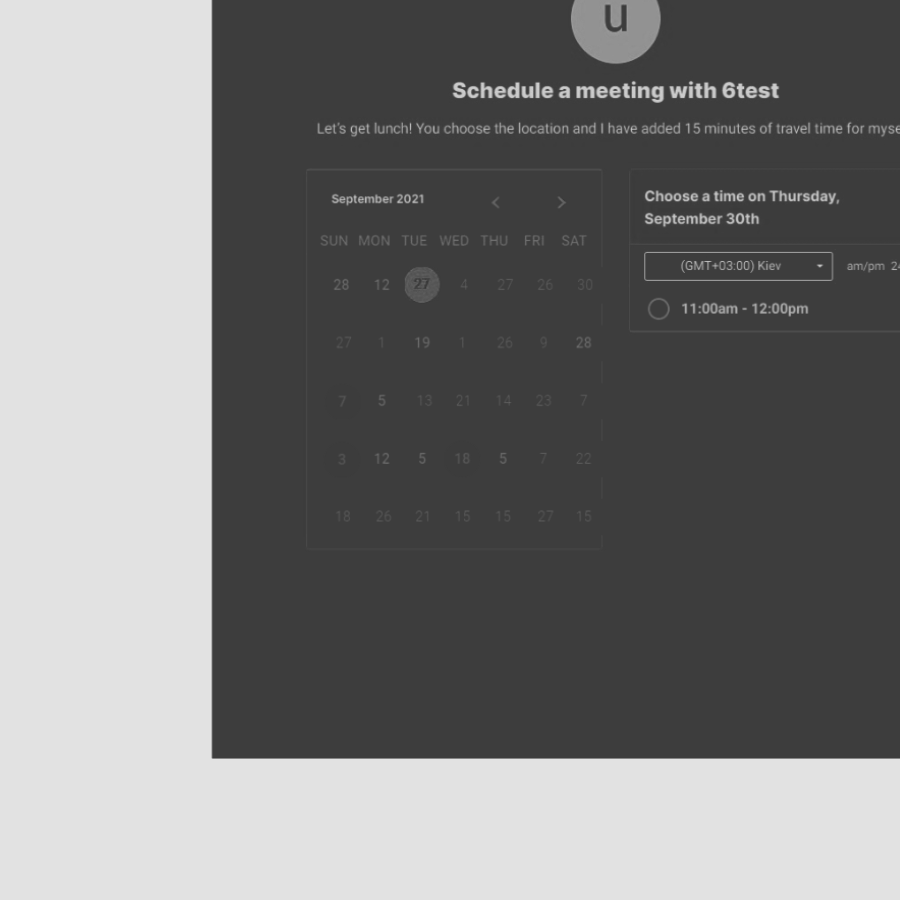 u
Schedule a meeting with 6test
Let's get lunch! You choose the location and I have added 15 minutes of travel time for myse
September 2021 < >
SUN MON TUE WED THU FRI SAT
28 12 27 4 27 26 30
27 1 19 1 26 9 28
7 5 13 21 14 23 7
3 12 5 18 5 7 22
18 26 21 15 15 27 15
Choose a time on Thursday,
September 30th
(GMT+03:00) Kiev am/pm 24
11:00am - 12:00pm